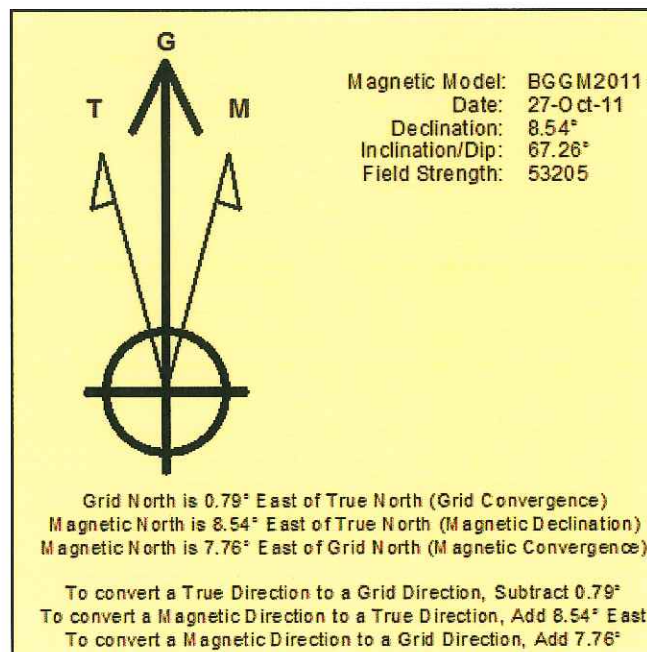 G
T M
Magnetic Model: BGGM2011
Date: 27-Oct-11
Declination: 8.54°
Inclination/Dip: 67.26°
Field Strength: 53205
Grid North is 0.79° East of True North (Grid Convergence)
Magnetic North is 8.54° East of True North (Magnetic Declination)
Magnetic North is 7.76° East of Grid North (Magnetic Convergence)
To convert a True Direction to a Grid Direction, Subtract 0.79°
To convert a Magnetic Direction to a True Direction, Add 8.54° East
To convert a Magnetic Direction to a Grid Direction, Add 7.76°